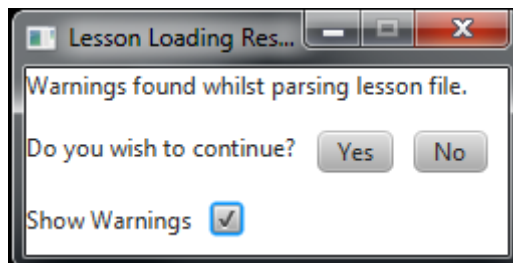 Lesson Loading Res...
Warnings found whilst parsing lesson file.
Do you wish to continue? Yes No
Show Warnings